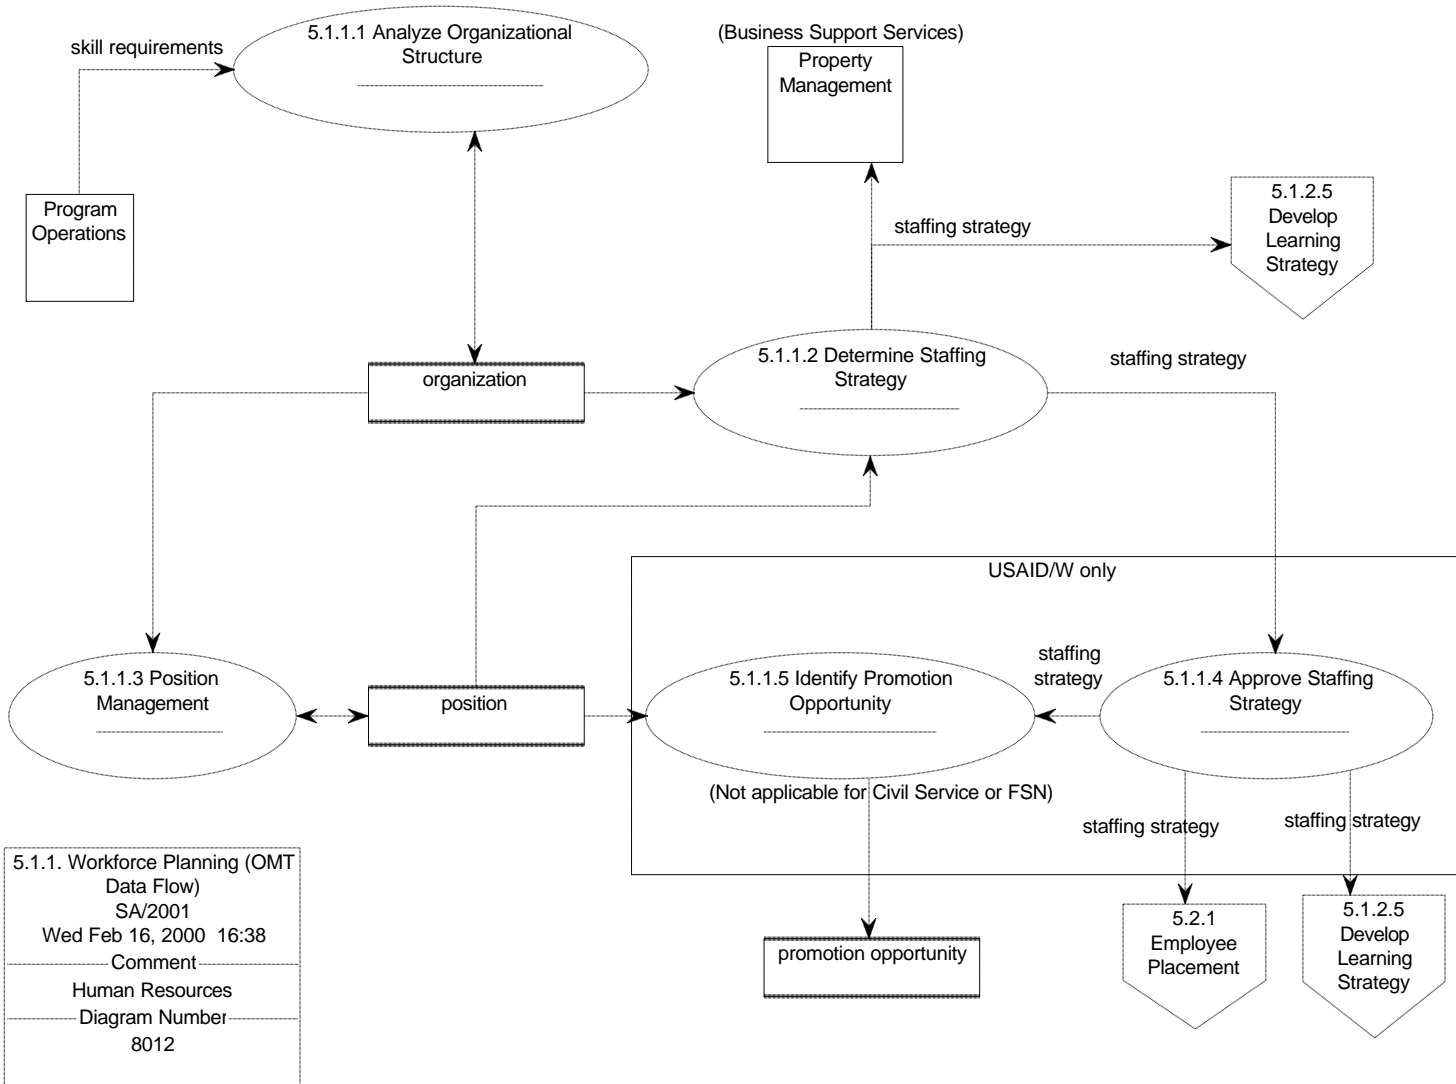 skill requirements
5.1.1.1 Analyze Organizational
Structure
(Business Support Services)
Property
Management
Program
Operations
5.1.2.5
Develop
Learning
Strategy
staffing strategy
organization
5.1.1.2 Determine Staffing
Strategy
staffing strategy
USAID/W only
5.1.1.3 Position
Management
position
5.1.1.5 Identify Promotion
Opportunity
staffing
strategy
5.1.1.4 Approve Staffing
Strategy
(Not applicable for Civil Service or FSN)
staffing strategy
staffing strategy
5.1.1. Workforce Planning (OMT
Data Flow)
SA/2001
Wed Feb 16, 2000 16:38
Comment
Human Resources
Diagram Number
8012
promotion opportunity
5.2.1
Employee
Placement
5.1.2.5
Develop
Learning
Strategy